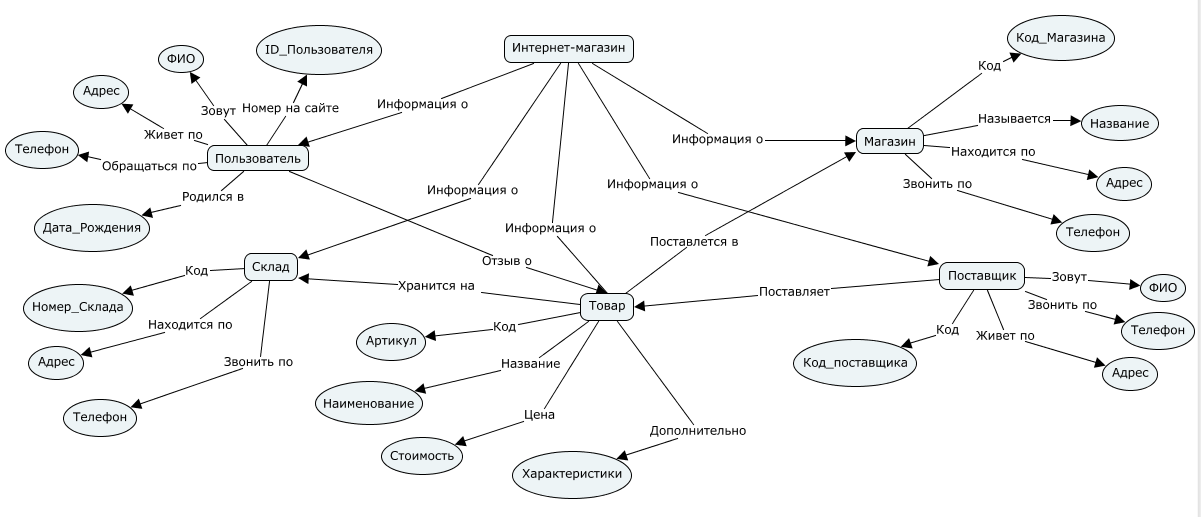 Интернет-магазин
Код_Магазина
ID_Пользователя
ФИО
Код
Адрес
Номер на сайте
Информация о
Зовут
Называется
Название
Живет по
Информация о
Магазин
Телефон
Пользователь
Находится по
Обращаться по
Информация о
Информация о
Звонить по
Адрес
Родился в
Дата_Рождения
Информация о
Поставлется в
Телефон
Отзыв о
Склад
Код
Поставщик
Зовут
ФИО
Хранится на
Поставляет
Номер_Склада
Товар
Звонить по
Находится по
Код
Артикул
Код
Живет по
Телефон
Адрес
Звонить по
Название
Код_поставщика
Адрес
Наименование
Телефон
Цена
Дополнительно
Стоимость
Характеристики